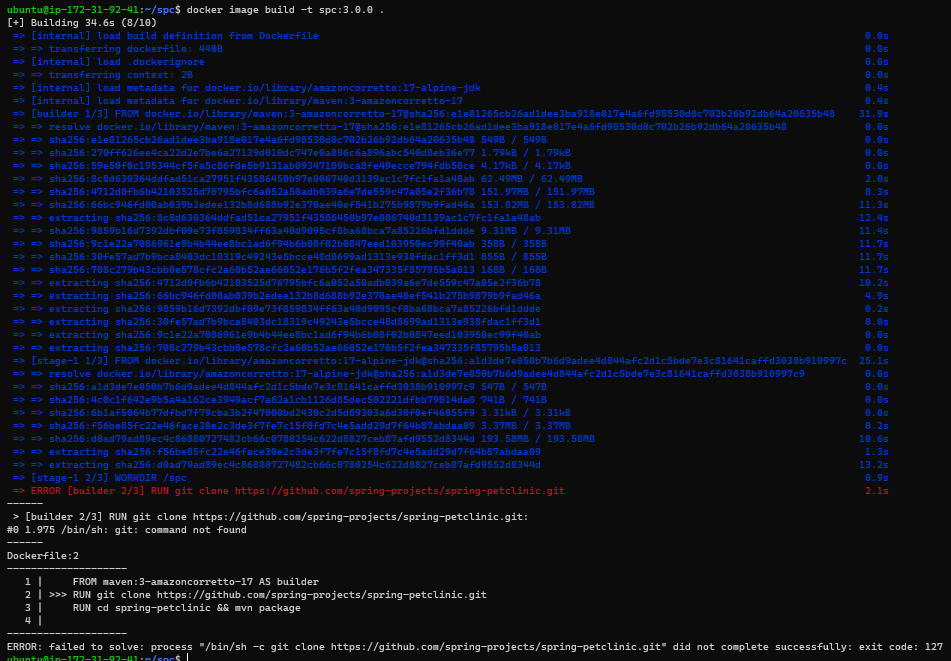 ubuntu@ip-172-31-92-41:~/spc$ docker image build -t spc:3.0.0 .
[+] Building 34.6s (8/10)
=> [internal] load build definition from Dockerfile 0.0s
=> => transferring dockerfile: 440B 0.0s
=> [internal] load .dockerignore 0.0s
=> => transferring context: 2B 0.0s
=> [internal] load metadata for docker.io/library/amazoncorretto:17-alpine-jdk 0.4s
=> [internal] load metadata for docker.io/library/maven:3-amazoncorretto-17 0.4s
=> [builder 1/3] FROM docker.io/library/maven:3-amazoncorretto-17@sha256:e1e81265cb26ad1dee3ba918e017e4a6fd98530d0c702b26b92db64a20635b48 31.9s
=> => resolve docker.io/library/maven:3-amazoncorretto-17@sha256:e1e81265cb26ad1dee3ba918e017e4a6fd98530d0c702b26b92db64a20635b48 0.0s
=> => sha256:e1e81265cb26ad1dee3ba918e017e4a6fd98530d0c702b26b92db64a20635b48 549B / 549B 0.0s
=> => sha256:270ff626ee4ca22d2e7be6a27139d010dc747e0a896c6a896abc540d8eb36e77 1.79kB / 1.79kB 0.0s
=> => sha256:59e50f0c195344cf5fa5c86fde5b9131ab09347109bca8fe49ecce794fdb58ce 4.17kB / 4.17kB 0.0s
=> => sha256:8c8d630364ddfad51ca27951f43586450b97e006740d3139ac1c7fc1fa1a48ab 62.49MB / 62.49MB 2.0s
=> => sha256:4712d0fb6b42103525d76795bfc6a052a50adb039a6e7de559c47a05e2f36b78 151.97MB / 151.97MB 8.3s
=> => sha256:66bc946fd00ab039b2edee132b8d688b92e370ae40ef541b275b9879b9fad46a 153.82MB / 153.82MB 11.3s
=> => extracting sha256:8c8d630364ddfad51ca27951f43586450b97e006740d3139ac1c7fc1fa1a48ab 12.4s
=> => sha256:9859b16d7392dbf09e73f859834ff63a40d9095cf8ba68bca7a85226bfd1ddde 9.31MB / 9.31MB 11.4s
=> => sha256:9c1e22a7086961e9b4b44ee8bc1ad6f94b6b08f02b0847eed103950ec99f40ab 358B / 358B 11.7s
=> => sha256:30fe57ad7b9bca8403dc18319c49243e5bcce48d8699ad1313e938fdac1ff3d1 855B / 855B 11.7s
=> => sha256:708c279b43cbb0e578cfc2a60b52ae66052e176b5f2fea347335f85795b5a013 168B / 168B 11.7s
=> => extracting sha256:4712d0fb6b42103525d76795bfc6a052a50adb039a6e7de559c47a05e2f36b78 10.2s
=> => extracting sha256:66bc946fd00ab039b2edee132b8d688b92e370ae40ef541b275b9879b9fad46a 4.9s
=> => extracting sha256:9859b16d7392dbf09e73f859834ff63a40d9095cf8ba68bca7a85226bfd1ddde 0.2s
=> => extracting sha256:30fe57ad7b9bca8403dc18319c49243e5bcce48d8699ad1313e938fdac1ff3d1 0.0s
=> => extracting sha256:9c1e22a7086961e9b4b44ee8bc1ad6f94b6b08f02b0847eed103950ec99f40ab 0.0s
=> => extracting sha256:708c279b43cbb0e578cfc2a60b52ae66052e176b5f2fea347335f85795b5a013 0.0s
=> [stage-1 1/3] FROM docker.io/library/amazoncorretto:17-alpine-jdk@sha256:a1d3de7e050b7b6d9adee4d844afc2d1c5bde7e3c81641caffd3038b910997c 25.1s
=> => resolve docker.io/library/amazoncorretto:17-alpine-jdk@sha256:a1d3de7e050b7b6d9adee4d844afc2d1c5bde7e3c81641caffd3038b910997c9 0.0s
=> => sha256:a1d3de7e050b7b6d9adee4d844afc2d1c5bde7e3c81641caffd3038b910997c9 547B / 547B 0.0s
=> => sha256:4c0c1f642e9b5a4a162ce3949acf7a62a1cb1126d85dec502221dfbb79014da0 741B / 741B 0.0s
=> => sha256:6b1af5064b77dfbd7f79cba3b2f47000bd2430c2d5d89303a6d30f0ef46055f9 3.31kB / 3.31kB 0.0s
=> => sha256:f56be85fc22e46face30e2c3de3f7fe7c15f8fd7c4e5add29d7f64b87abdaa09 3.37MB / 3.37MB 0.2s
=> => sha256:d0ad79ad89ec4c86880727482cb66c0780254c622d8827ceb87afd9552d8344d 193.58MB / 193.58MB 10.6s
=> => extracting sha256:f56be85fc22e46face30e2c3de3f7fe7c15f8fd7c4e5add29d7f64b87abdaa09 1.3s
=> => extracting sha256:d0ad79ad89ec4c86880727482cb66c0780254c622d8827ceb87afd9552d8344d 13.2s
=> [stage-1 2/3] WORKDIR /spc 0.9s
=> ERROR [builder 2/3] RUN git clone https://github.com/spring-projects/spring-petclinic.git 2.1s
------
> [builder 2/3] RUN git clone https://github.com/spring-projects/spring-petclinic.git:
#0 1.975 /bin/sh: git: command not found
------
Dockerfile:2
--------------------
1 | FROM maven:3-amazoncorretto-17 AS builder
2 | >>> RUN git clone https://github.com/spring-projects/spring-petclinic.git
3 | RUN cd spring-petclinic && mvn package
4 |
--------------------
ERROR: failed to solve: process "/bin/sh -c git clone https://github.com/spring-projects/spring-petclinic.git" did not complete successfully: exit code: 127
ubuntu@ip-172-31-92-41:~/spc$